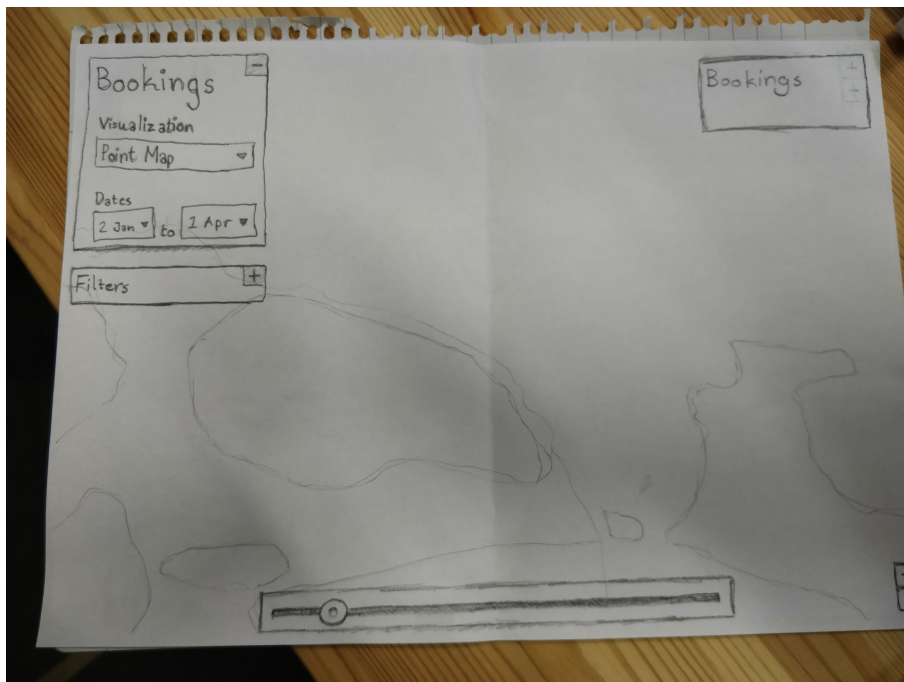 Bookings
Visualization
Point Map
Dates
2 Jan to 1 Apr
Filters
Bookings